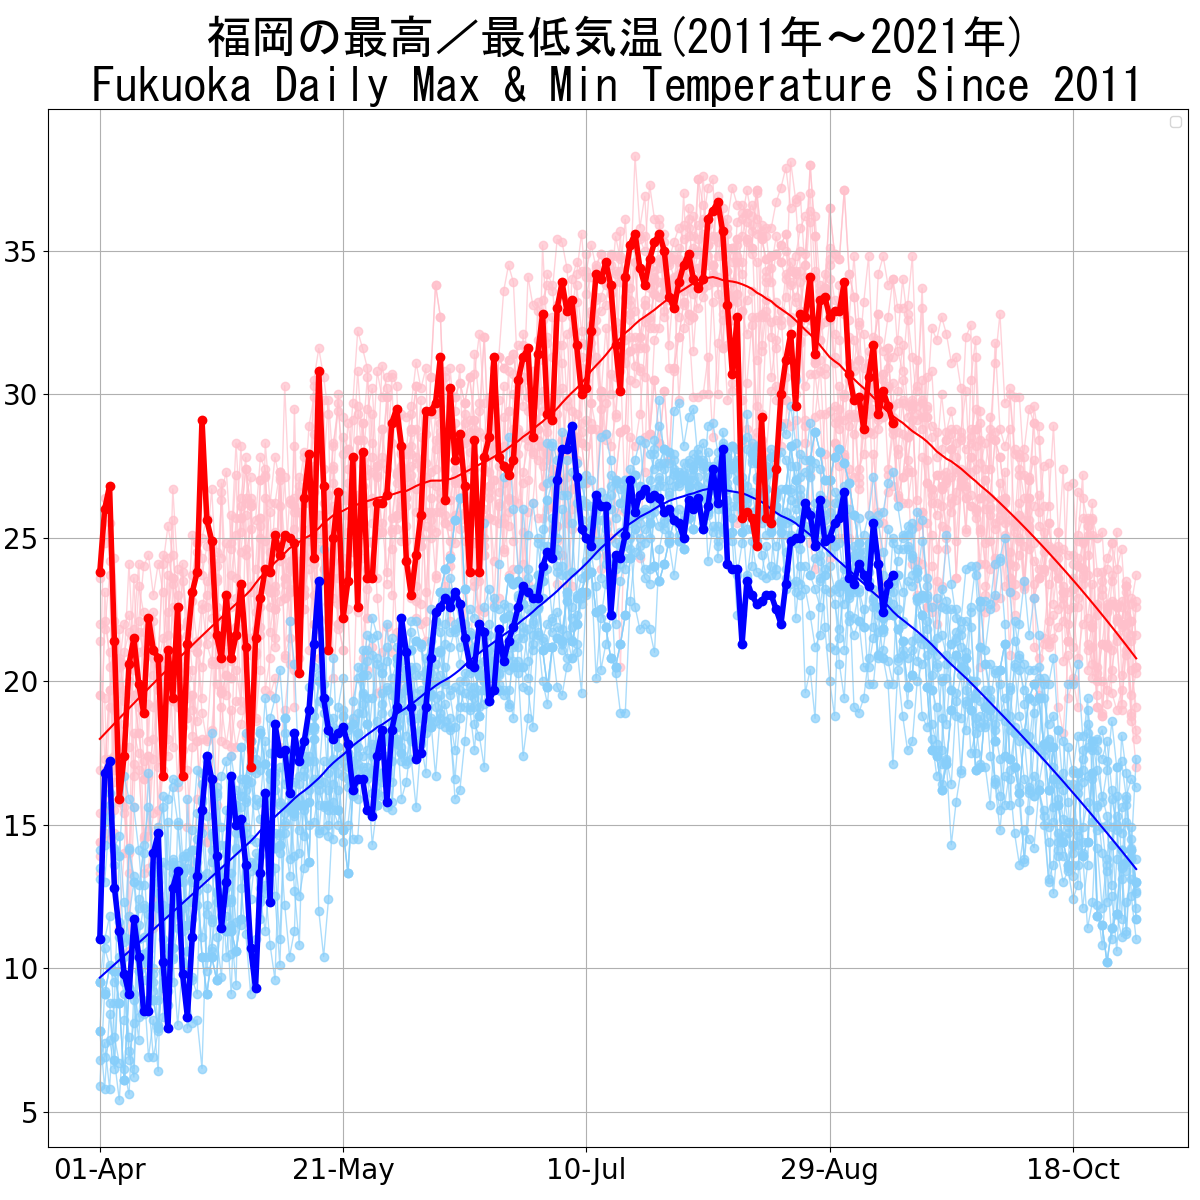 福岡の最高／最低気温(2011年～2021年)
Fukuoka Daily Max & Min Temperature Since 2011
35
30
25
20
15
10
5
01-Apr 21-May 10-Jul 29-Aug 18-Oct